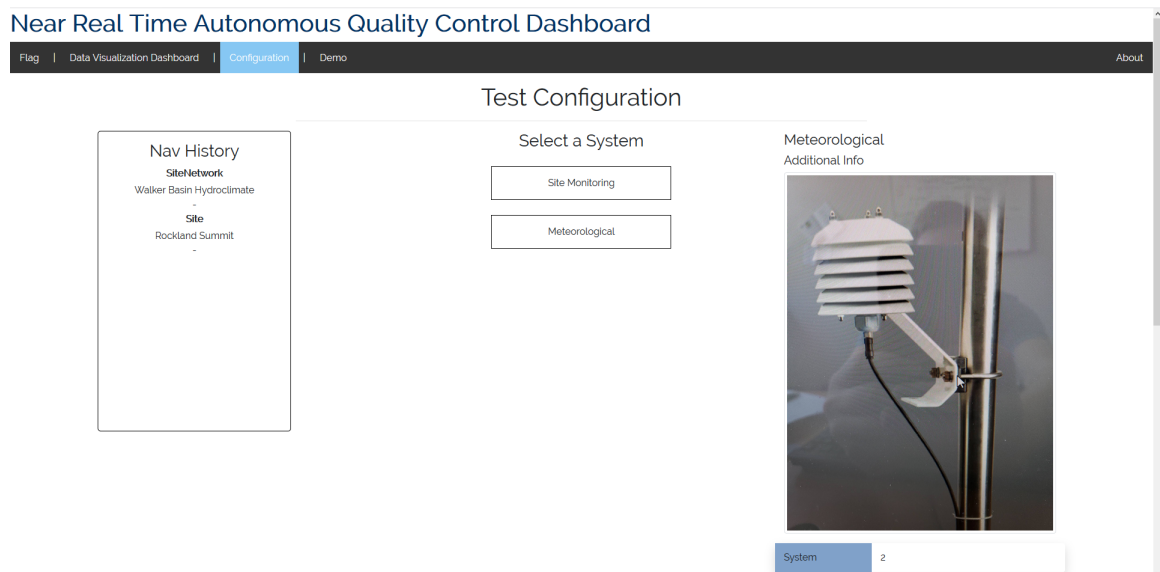 Near Real Time Autonomous Quality Control Dashboard
Flag | Data Visualization Dashboard | Configuration | Demo About
Test Configuration
Nav History
SiteNetwork
Walker Basin Hydroclimate
-
Site
Rockland Summit
-
Select a System
Site Monitoring
Meteorological
Meteorological
Additional Info
System 2